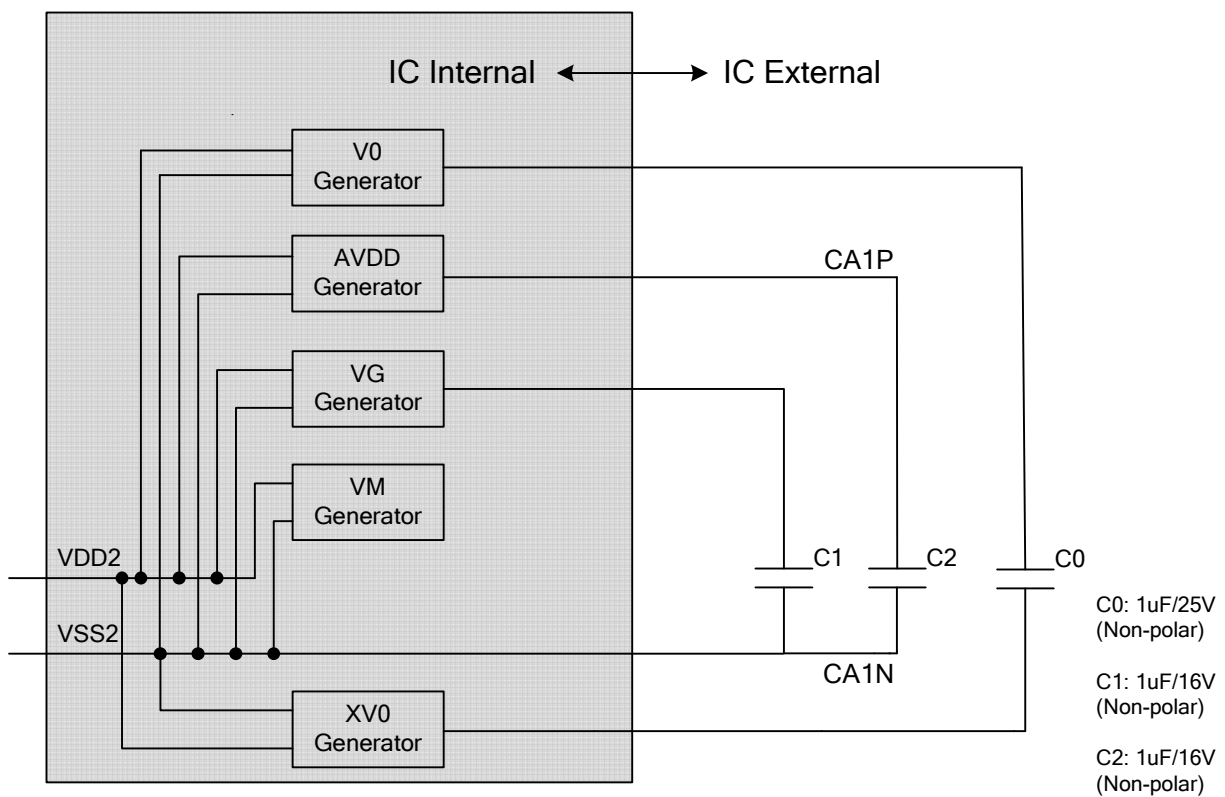 IC Internal
IC External
V0
Generator
AVDD
Generator
CA1P
VG
Generator
VM
Generator
VDD2
C1
C2
C0
VSS2
CA1N
XV0
Generator
C0: 1uF/25V
(Non-polar)
C1: 1uF/16V
(Non-polar)
C2: 1uF/16V
(Non-polar)